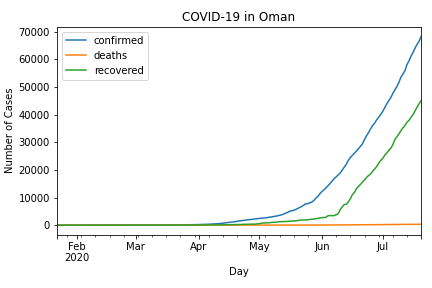 COVID-19 in Oman
confirmed
deaths
recovered
Number of Cases
70000
60000
50000
40000
30000
20000
10000
0
Feb Mar Apr May Jun Jul
2020
Day